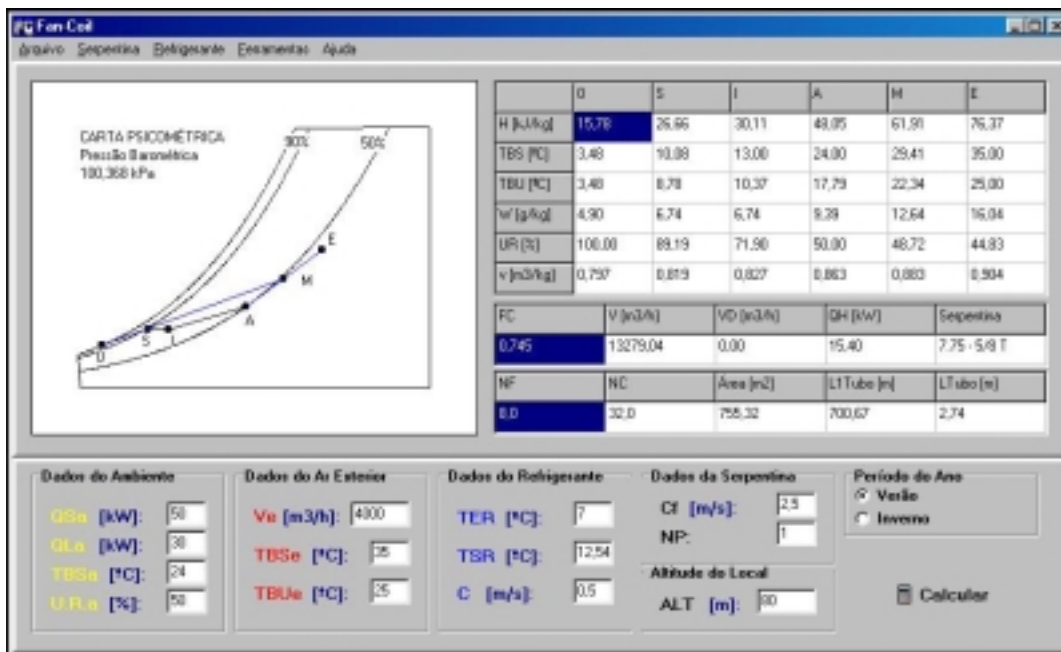 Fan-Coil
Arquivo Serpentina Refrigerante Ferramentas Ajuda
CARTA PSICOMÉTRICA
Pressão Barométrica
100,368 kPa
90% 50%
E
M
A
O S I
O S I A M E
H [kJ/kg] 15,78 26,66 30,11 48,05 61,91 76,37
TBS [ºC] 3,48 10,08 13,00 24,00 29,41 35,00
TBU [ºC] 3,48 8,78 10,37 17,79 22,34 25,00
'w' [g/kg] 4,90 6,74 6,74 9,39 12,64 16,04
UR [%] 100,00 89,19 71,90 50,00 48,72 44,83
v [m3/kg] 0,797 0,819 0,827 0,863 0,883 0,904
FC V [m3/h] VD [m3/h] QH [kW] Serpentina
0,745 13279,04 0,00 15,40 7.75 - 5/8 T
NF NC Área [m2] L1Tubo [m] LTubo [m]
8,0 32,0 755,32 700,67 2,74
Dados do Ambiente
QSa [kW]: 50
QLa [kW]: 30
TBSa [ºC]: 24
U.R.a [%]: 50
Dados do Ar Exterior
Ve [m3/h]: 4000
TBSe [ºC]: 35
TBUe [ºC]: 25
Dados do Refrigerante
TER [ºC]: 7
TSR [ºC]: 12,54
C [m/s]: 0.5
Dados da Serpentina
Cf [m/s]: 2,5
NP: 1
Altitude do Local
ALT [m]: 80
Período do Ano
Verão
Inverno
Calcular